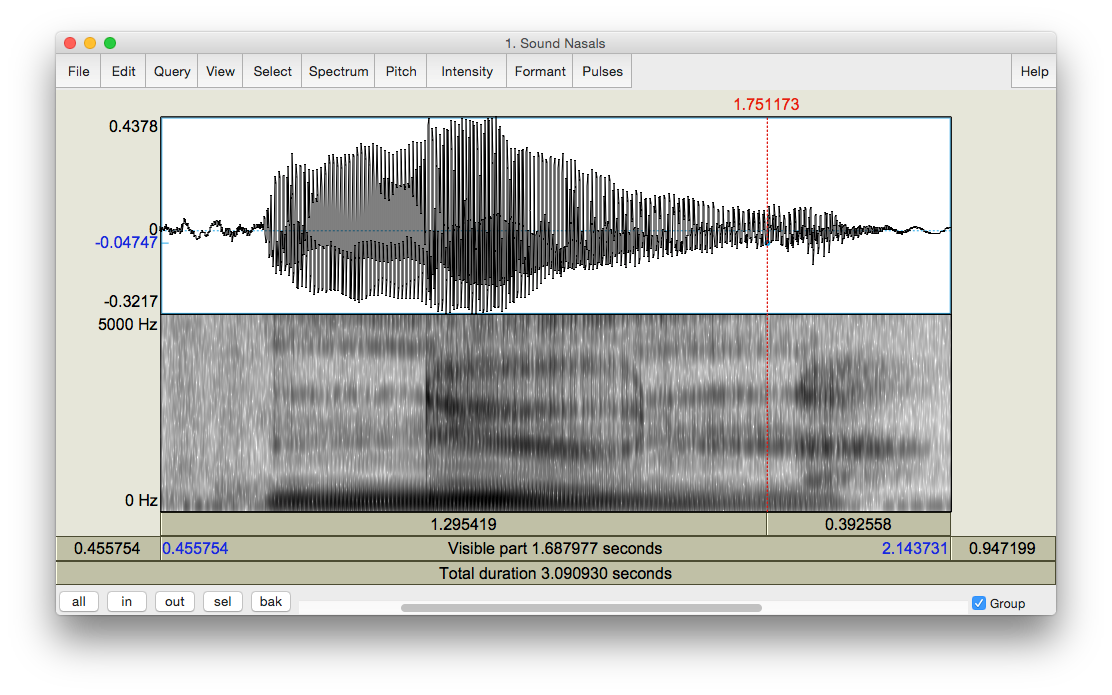 1. Sound Nasals
File Edit Query View Select Spectrum Pitch Intensity Formant Pulses Help
1.751173
0.4378
0
-0.04747
-0.3217
5000 Hz
0 Hz
1.295419 0.392558
0.455754 0.455754 Visible part 1.687977 seconds 2.143731 0.947199
Total duration 3.090930 seconds
all in out sel bak Group